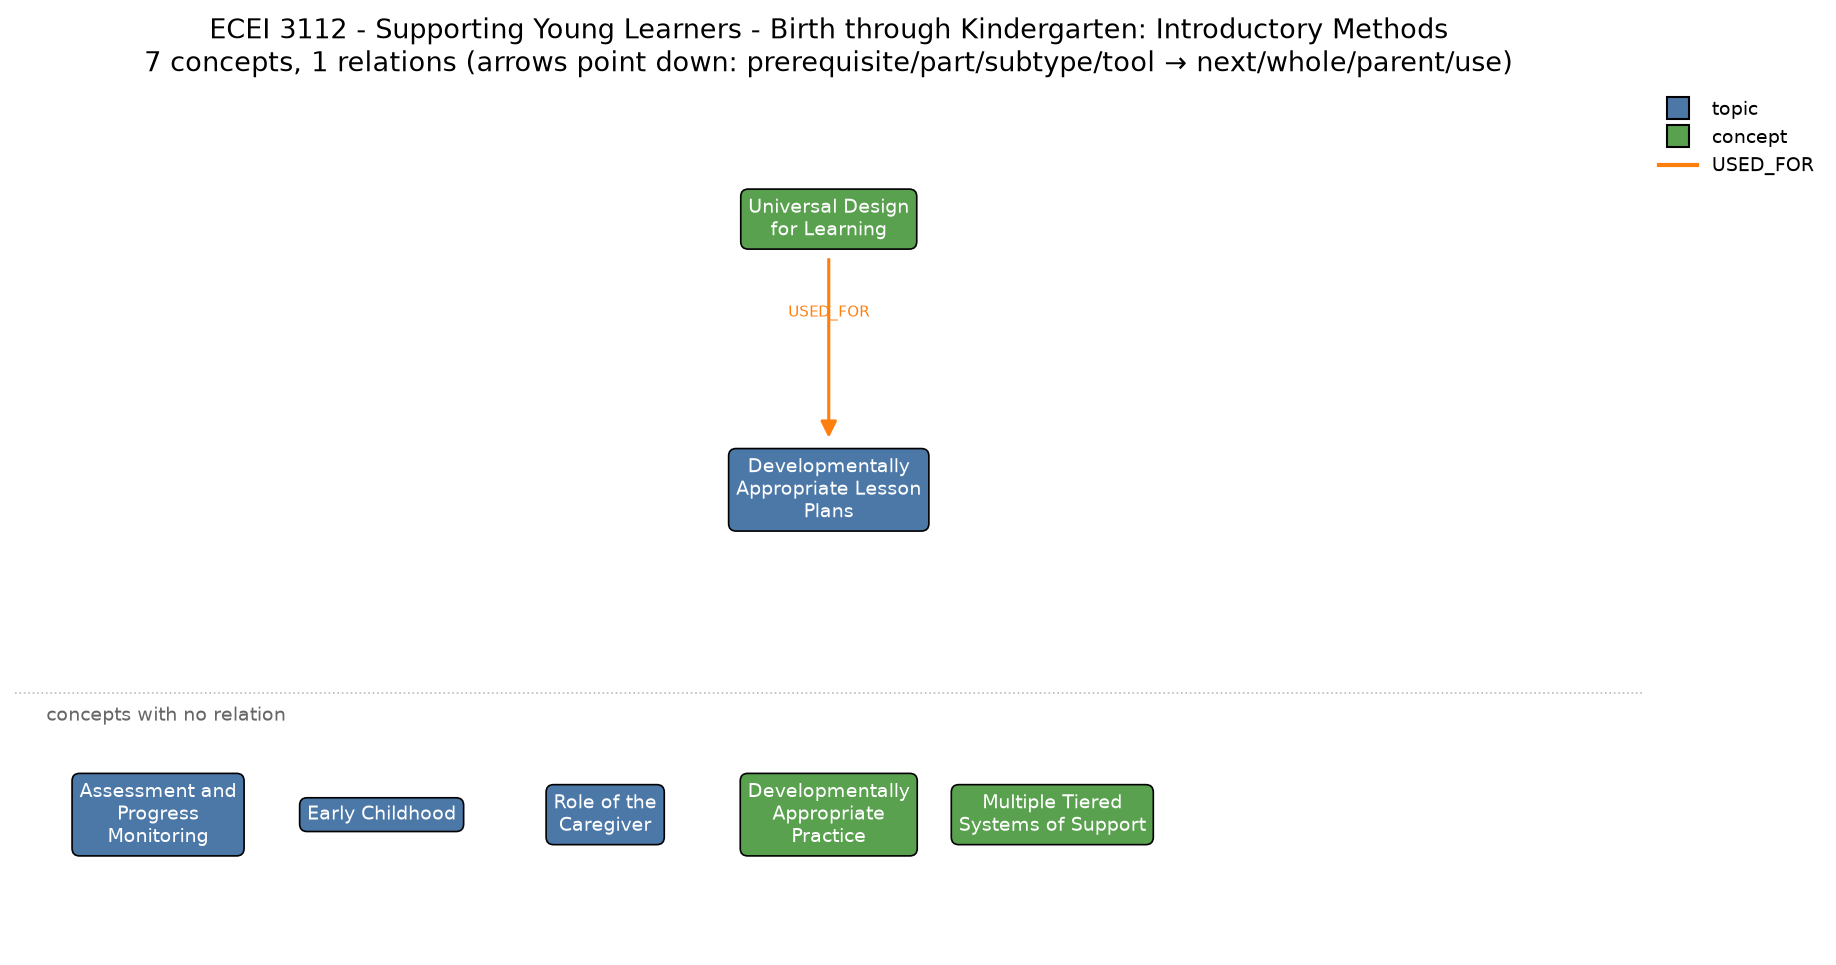 ECEI 3112 - Supporting Young Learners - Birth through Kindergarten: Introductory Methods
7 concepts, 1 relations (arrows point down: prerequisite/part/subtype/tool → next/whole/parent/use)
topic
concept
USED_FOR
Universal Design
for Learning
USED_FOR
Developmentally
Appropriate Lesson
Plans
concepts with no relation
Assessment and
Progress
Monitoring
Early Childhood
Role of the
Caregiver
Developmentally
Appropriate
Practice
Multiple Tiered
Systems of Support